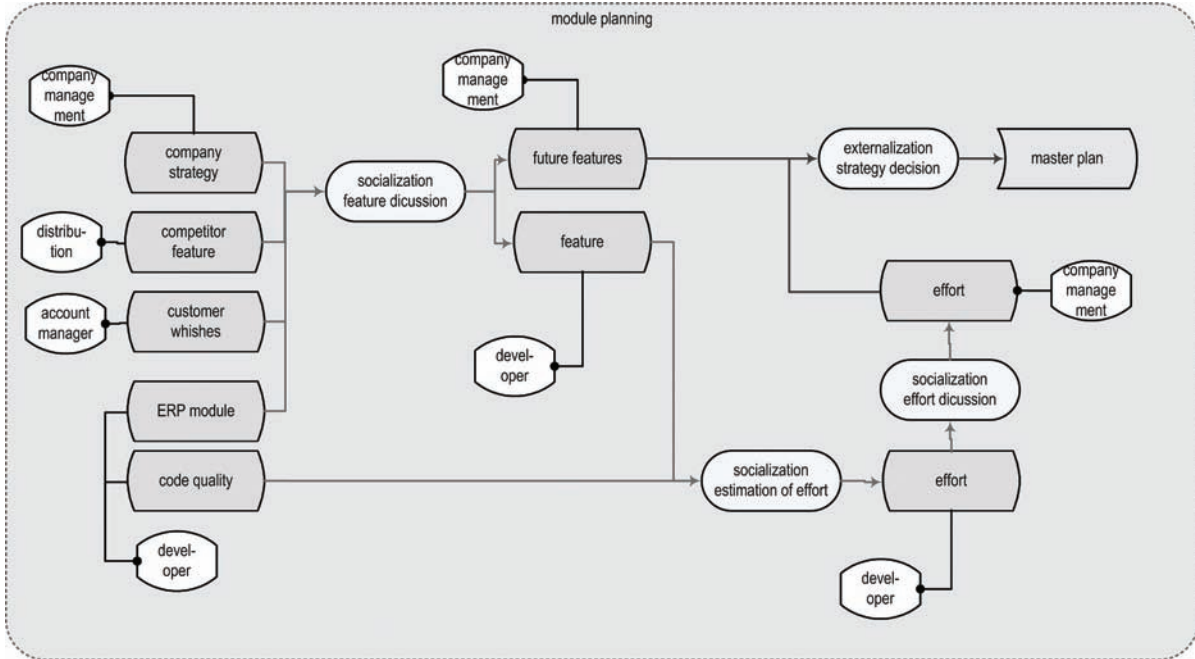 module planning
company
manage
ment
company
strategy
distribu-
tion
competitor
feature
account
manager
customer
whishes
ERP module
code quality
devel-
oper
socialization
feature dicussion
company
manage
ment
future features
feature
devel-
oper
externalization
strategy decision
master plan
effort
company
manage
ment
socialization
effort dicussion
socialization
estimation of effort
effort
devel-
oper